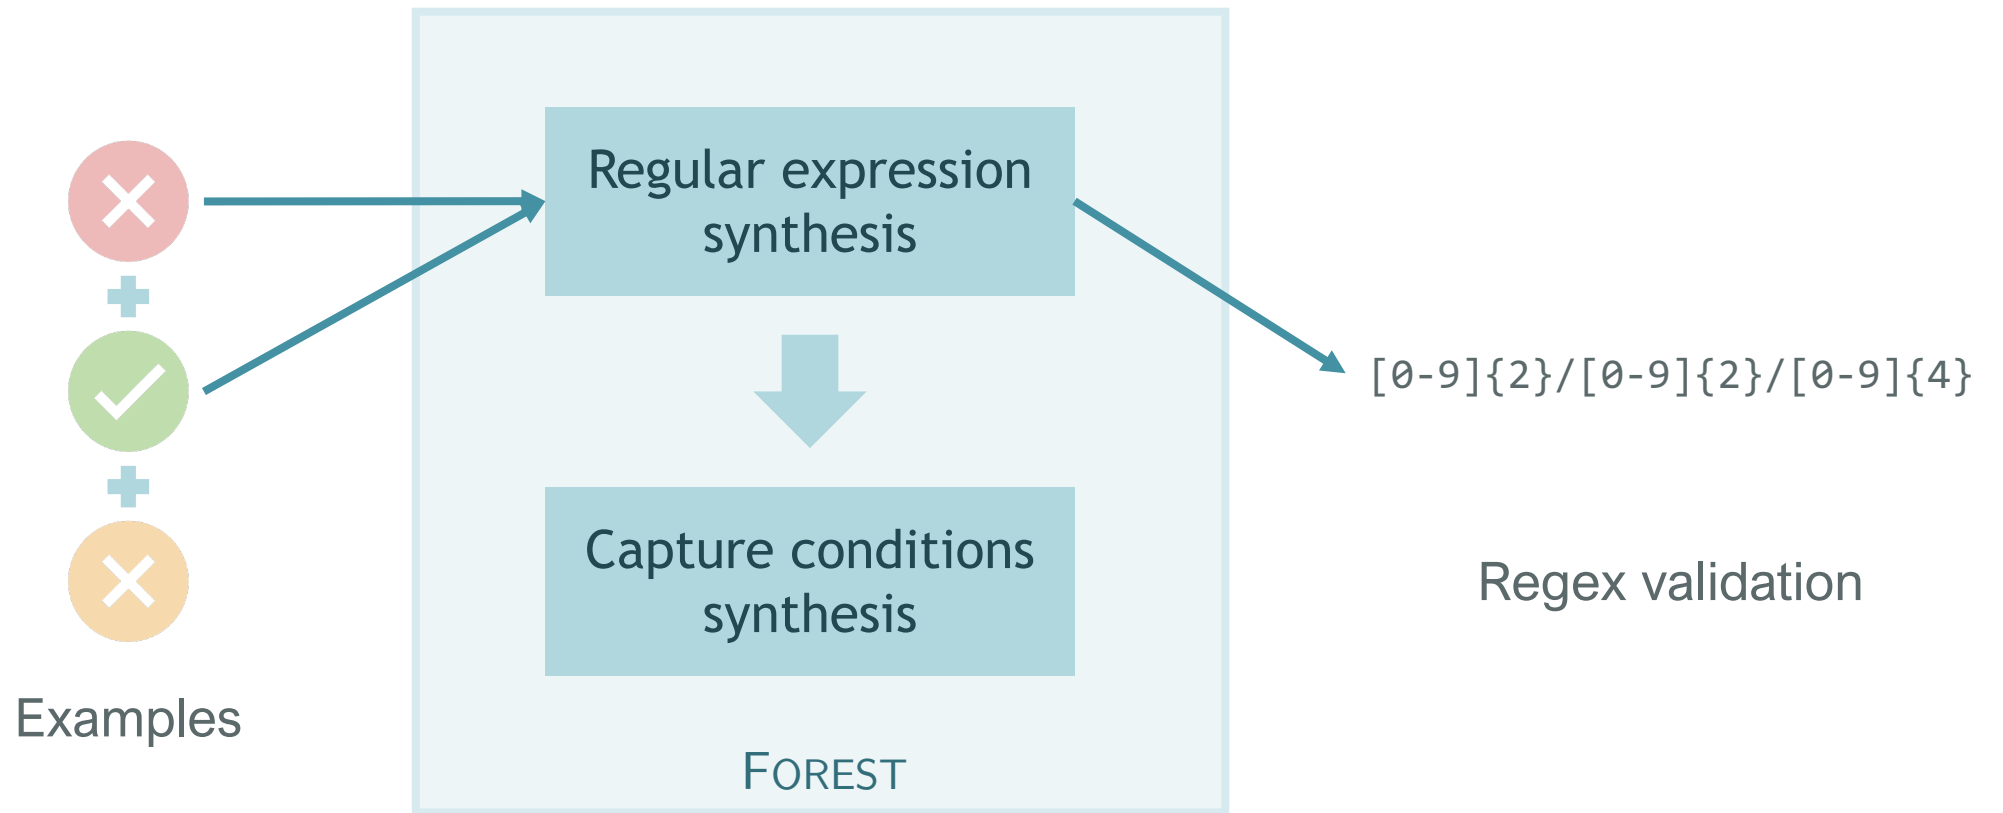 Regular expression
synthesis
[0-9]{2}/[0-9]{2}/[0-9]{4}
Capture conditions
synthesis
Regex validation
Examples
FOREST